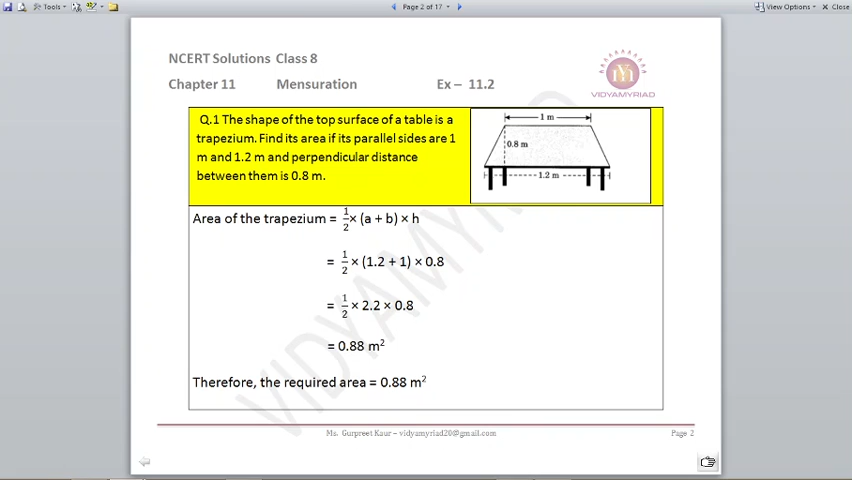 Tools
Page 2 of 17
View Options
Close
NCERT Solutions Class 8
Chapter 11 Mensuration Ex – 11.2
VIDYAMYRIAD
Q.1 The shape of the top surface of a table is a
trapezium. Find its area if its parallel sides are 1
m and 1.2 m and perpendicular distance
between them is 0.8 m.
1 m
0.8 m
1.2 m
Area of the trapezium = 1/2 × (a + b) × h
= 1/2 × (1.2 + 1) × 0.8
= 1/2 × 2.2 × 0.8
= 0.88 m²
Therefore, the required area = 0.88 m²
VIDYAMYRIAD
Ms. Gurpreet Kaur – vidyamyriad20@gmail.com Page 2